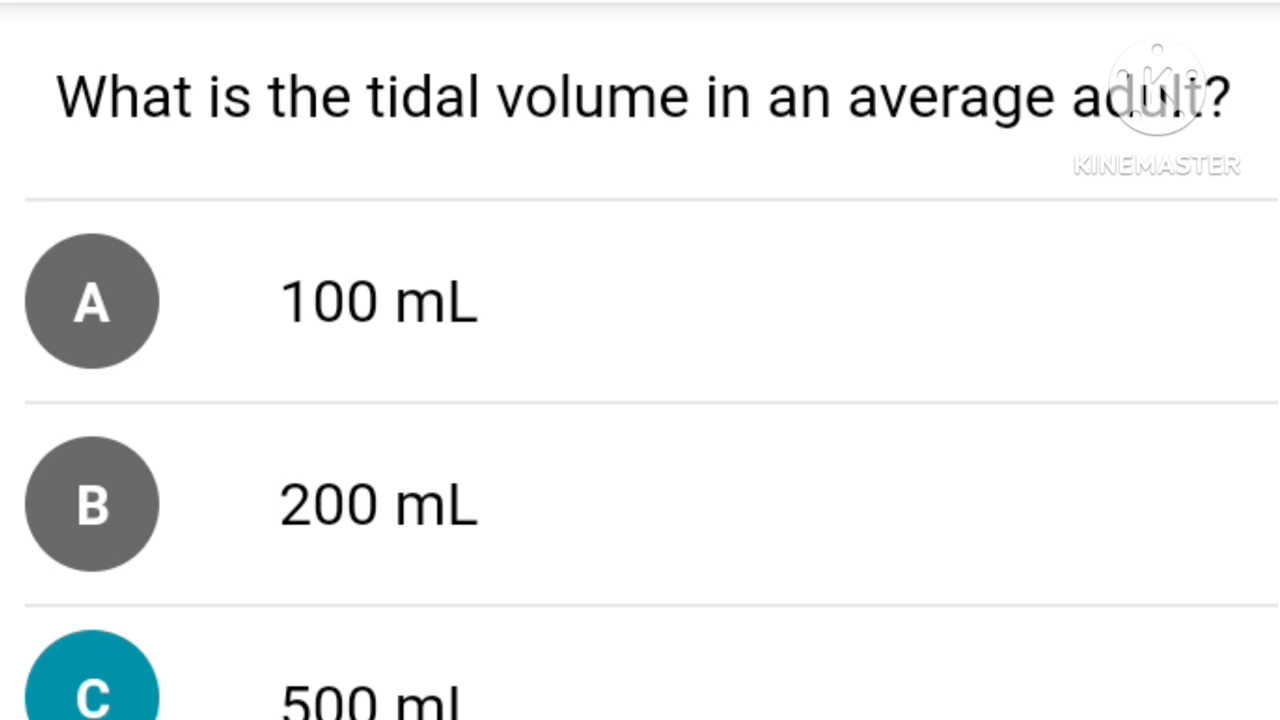 What is the tidal volume in an average adult?
KINEMASTER
A 100 mL
B 200 mL
C 500 mL